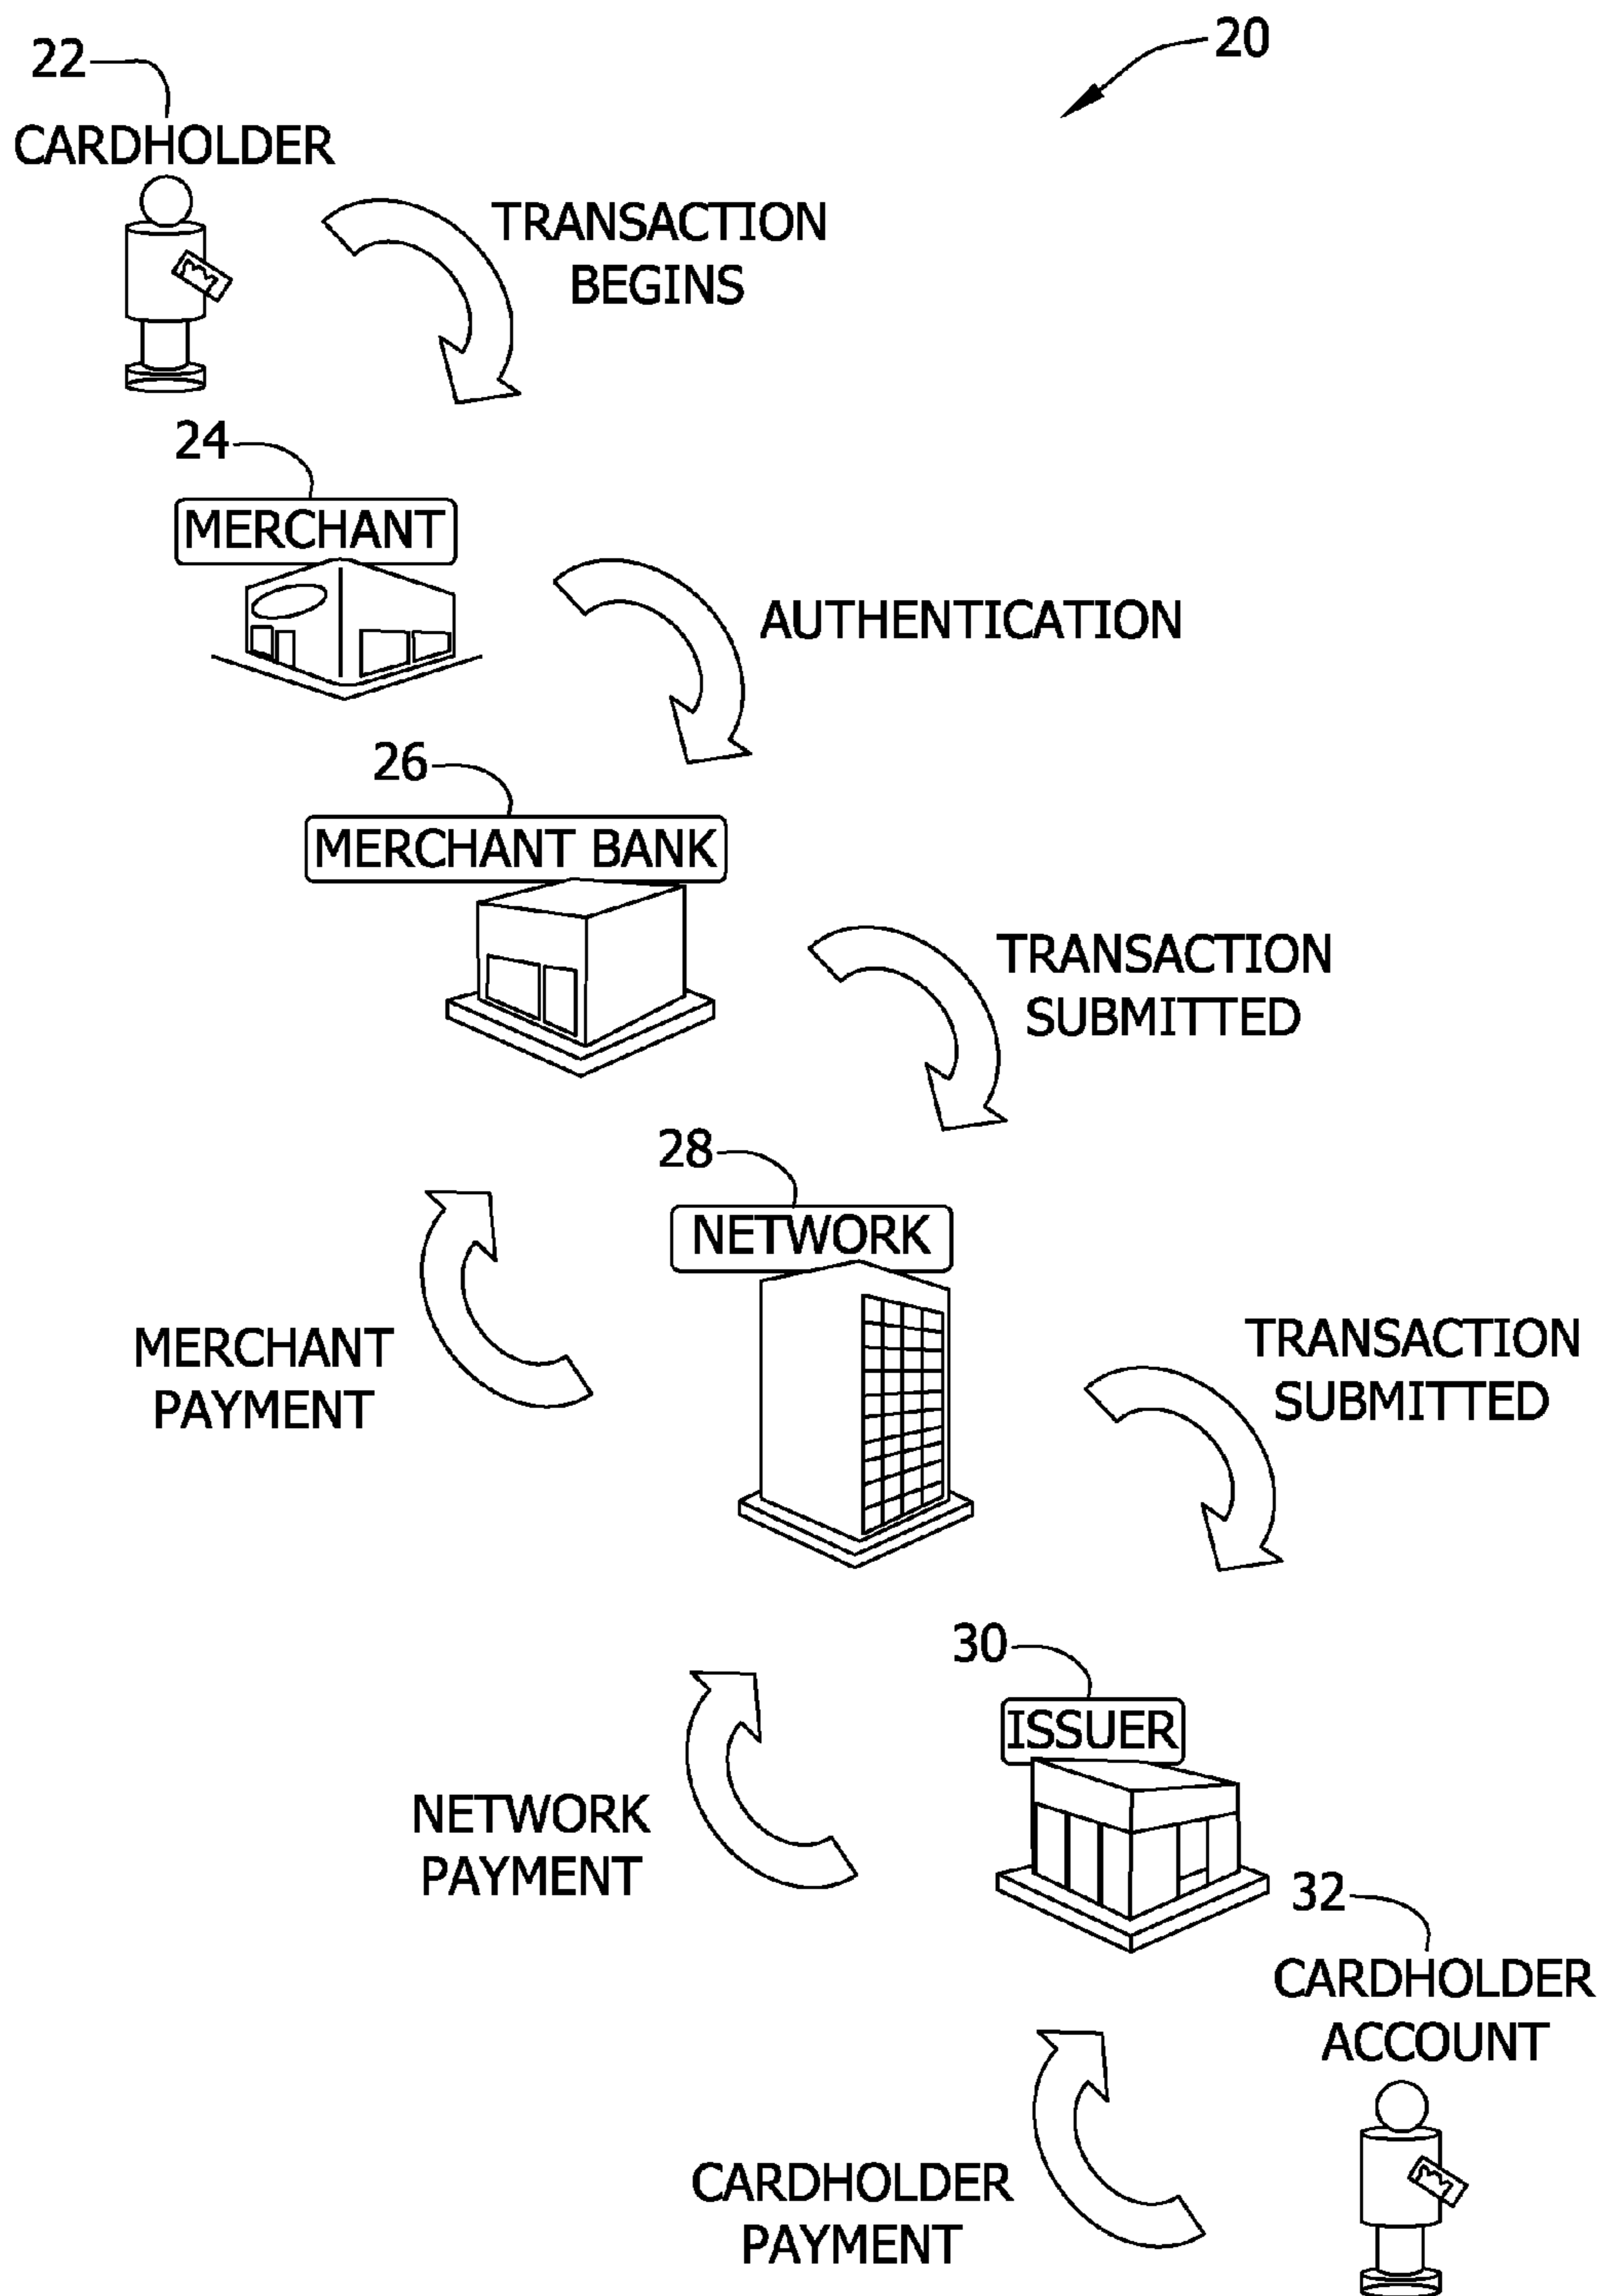 20
22
CARDHOLDER
TRANSACTION
BEGINS
24
MERCHANT
AUTHENTICATION
26
MERCHANT BANK
TRANSACTION
SUBMITTED
28
NETWORK
MERCHANT
PAYMENT
TRANSACTION
SUBMITTED
30
ISSUER
NETWORK
PAYMENT
32
CARDHOLDER
ACCOUNT
CARDHOLDER
PAYMENT